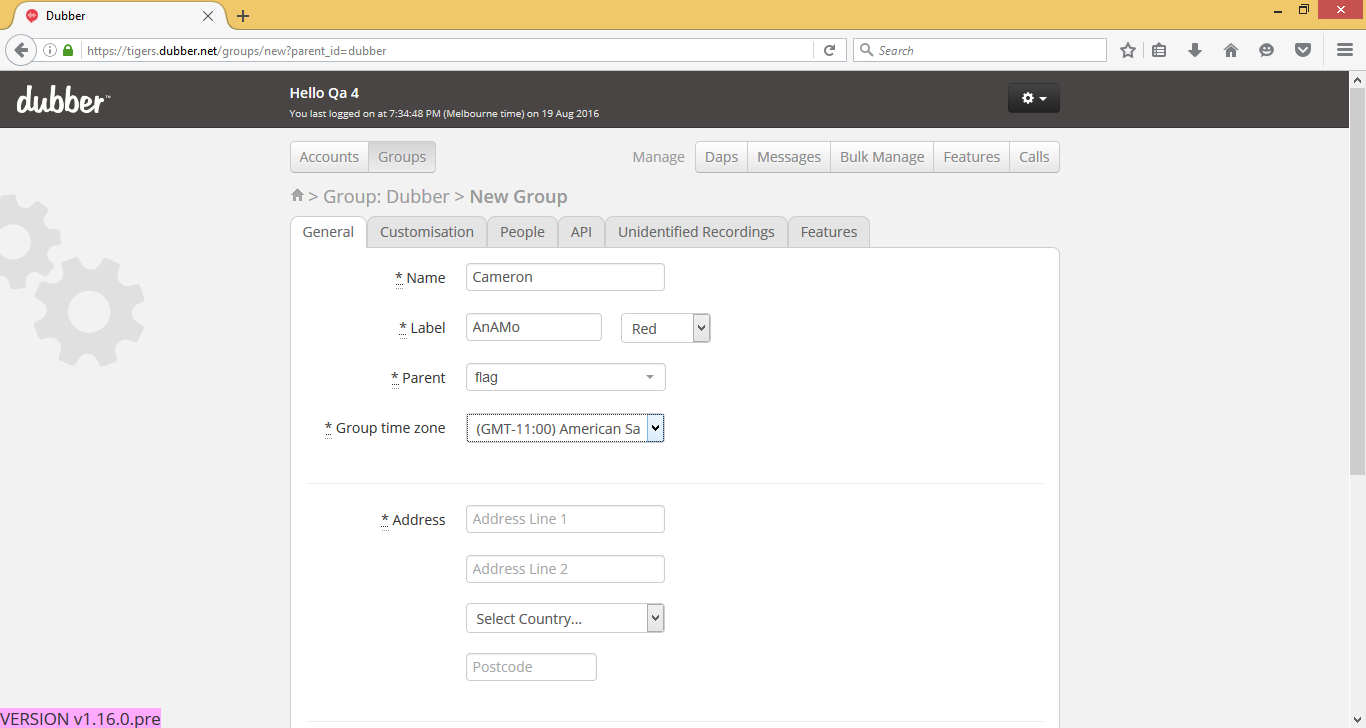 Dubber
https://tigers.dubber.net/groups/new?parent_id=dubber
Search
dubber™
Hello Qa 4
You last logged on at 7:34:48 PM (Melbourne time) on 19 Aug 2016
Accounts Groups Manage Daps Messages Bulk Manage Features Calls
> Group: Dubber > New Group
General Customisation People API Unidentified Recordings Features
* Name Cameron
* Label AnAMo Red
* Parent flag
* Group time zone (GMT-11:00) American Sa
* Address Address Line 1
Address Line 2
Select Country...
Postcode
VERSION v1.16.0.pre